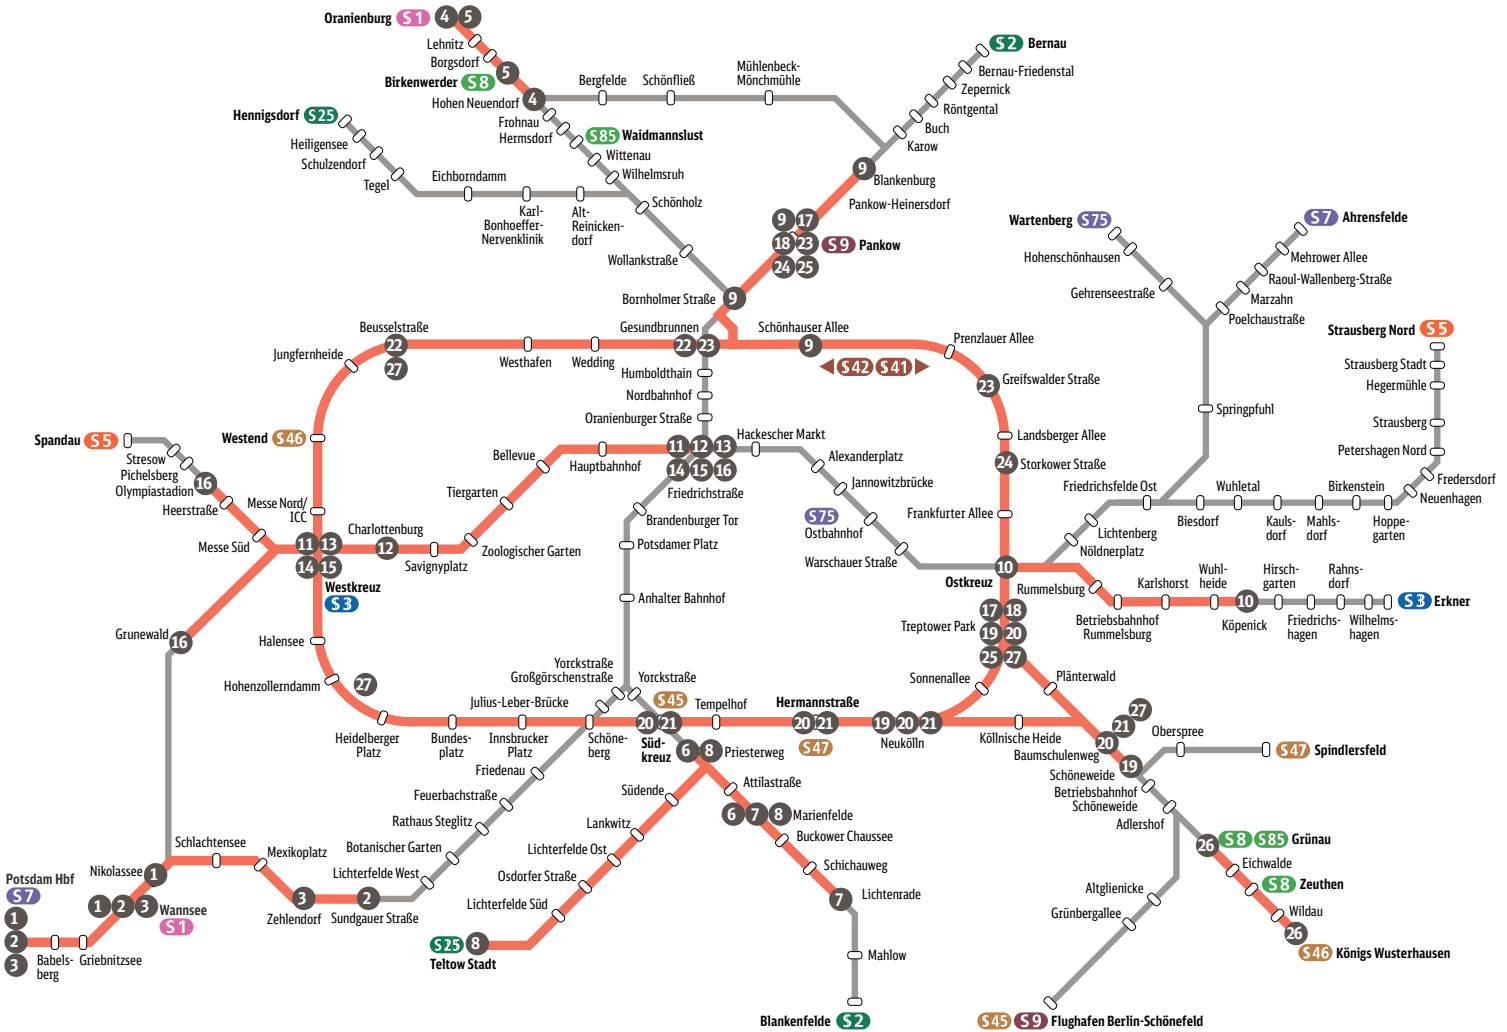 Oranienburg S1 4 5
Lehnitz
Borgsdorf
Birkenwerder S8 5
Hohen Neuendorf 4
Bergfelde
Schönfließ
Mühlenbeck-
Mönchmühle
S2 Bernau
Bernau-Friedenstal
Zepernick
Röntgental
Buch
Karow
9
Blankenburg
Pankow-Heinersdorf
Hennigsdorf S25
Heiligensee
Schulzendorf
Tegel
Eichborndamm
Karl-
Bonhoeffer-
Nervenklinik
Alt-
Reinicken-
dorf
Frohnau
Hermsdorf
S85 Waidmannslust
Wittenau
Wilhelmsruh
Schönholz
Wollankstraße
9 17
18 23 S9 Pankow
24 25
Bornholmer Straße 9
Wartenberg S75
Hohenschönhausen
Gehrenseestraße
S7 Ahrensfelde
Mehrower Allee
Raoul-Wallenberg-Straße
Marzahn
Poelchaustraße
Springpfuhl
Strausberg Nord S5
Strausberg Stadt
Hegermühle
Strausberg
Petershagen Nord
Fredersdorf
Neuenhagen
Beusselstraße
22
27
Jungfernheide
Westhafen
Wedding
Gesundbrunnen
22 23
Schönhauser Allee
9
S42 S41
Prenzlauer Allee
23 Greifswalder Straße
Landsberger Allee
24 Storkower Straße
Frankfurter Allee
Humboldthain
Nordbahnhof
Oranienburger Straße
Westend S46
Spandau S5
Stresow
Pichelsberg
Olympiastadion 16
Heerstraße
Messe Süd
Messe Nord/
ICC
11 13
14 15
Westkreuz
S3
Charlottenburg
12
Savignyplatz
Zoologischer Garten
Tiergarten
Bellevue
Hauptbahnhof
11 12 13
14 15 16
Friedrichstraße
Hackescher Markt
Alexanderplatz
Jannowitzbrücke
S75
Ostbahnhof
Warschauer Straße
Ostkreuz 10
Friedrichsfelde Ost
Lichtenberg
Nöldnerplatz
Biesdorf
Wuhletal
Kauls-
dorf
Mahls-
dorf
Birkenstein
Hoppe-
garten
Rummelsburg
Betriebsbahnhof
Rummelsburg
Karlshorst
Wuhl-
heide
10
Köpenick
Hirsch-
garten
Friedrichs-
hagen
Rahns-
dorf
Wilhelms-
hagen
S3 Erkner
Brandenburger Tor
Potsdamer Platz
Anhalter Bahnhof
Yorckstraße
Großgörschenstraße
Yorckstraße
Grunewald 16
Halensee
Hohenzollerndamm
27
Heidelberger
Platz
Bundes-
platz
Julius-Leber-Brücke
Innsbrucker
Platz
Schöne-
berg
S45
20 21
Süd-
kreuz
Tempelhof
Hermannstraße
20 21
S47
19 20 21
Neukölln
Sonnenallee
17 18
Treptower Park 19 20
25 27
Plänterwald
Köllnische Heide
Baumschulenweg 20 21 27
Schöneweide 19
Oberspree
S47 Spindlersfeld
Betriebsbahnhof
Schöneweide
Adlershof
26 S8 S85 Grünau
Eichwalde
S8 Zeuthen
Wildau
26
S46 Königs Wusterhausen
Altglienicke
Grünbergallee
S45 S9 Flughafen Berlin-Schönefeld
6 8 Priesterweg
Attilastraße
6 7 8 Marienfelde
Buckower Chaussee
Schichauweg
7 Lichtenrade
Mahlow
Blankenfelde S2
Südende
Lankwitz
Lichterfelde Ost
Osdorfer Straße
Lichterfelde Süd
S25 8
Teltow Stadt
Friedenau
Feuerbachstraße
Rathaus Steglitz
Botanischer Garten
Lichterfelde West
2
Sundgauer Straße
3
Zehlendorf
Mexikoplatz
Schlachtensee
Nikolassee 1
1 2 3 Wannsee
S1
Potsdam Hbf
S7
1
2
3
Babels-
berg
Griebnitzsee